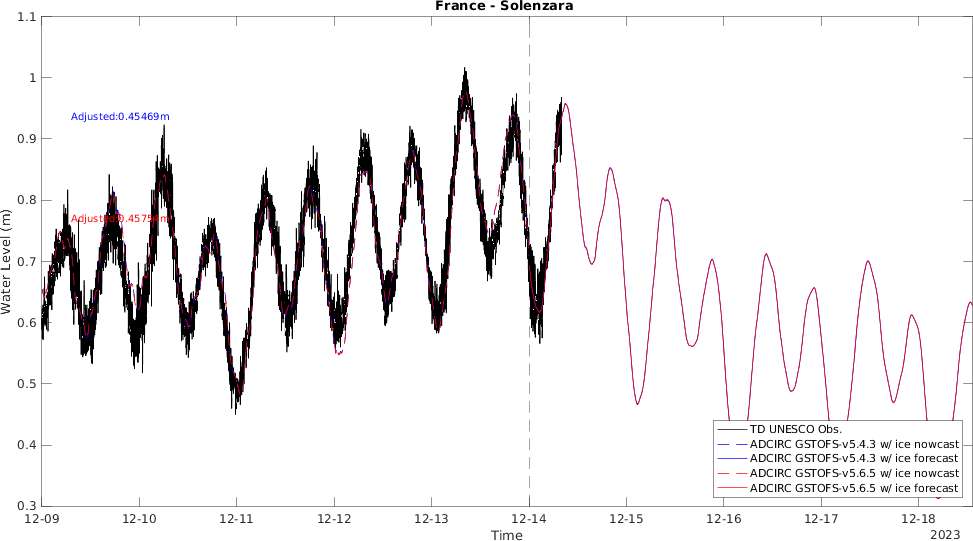 France - Solenzara
1.1
1
0.9
0.8
0.7
0.6
0.5
0.4
0.3
Water Level (m)
Adjusted:0.45469m
TD UNESCO Obs.
ADCIRC GSTOFS-v5.4.3 w/ ice nowcast
ADCIRC GSTOFS-v5.4.3 w/ ice forecast
ADCIRC GSTOFS-v5.6.5 w/ ice nowcast
ADCIRC GSTOFS-v5.6.5 w/ ice forecast
12-09 12-10 12-11 12-12 12-13 12-14 12-15 12-16 12-17 12-18
Time
2023